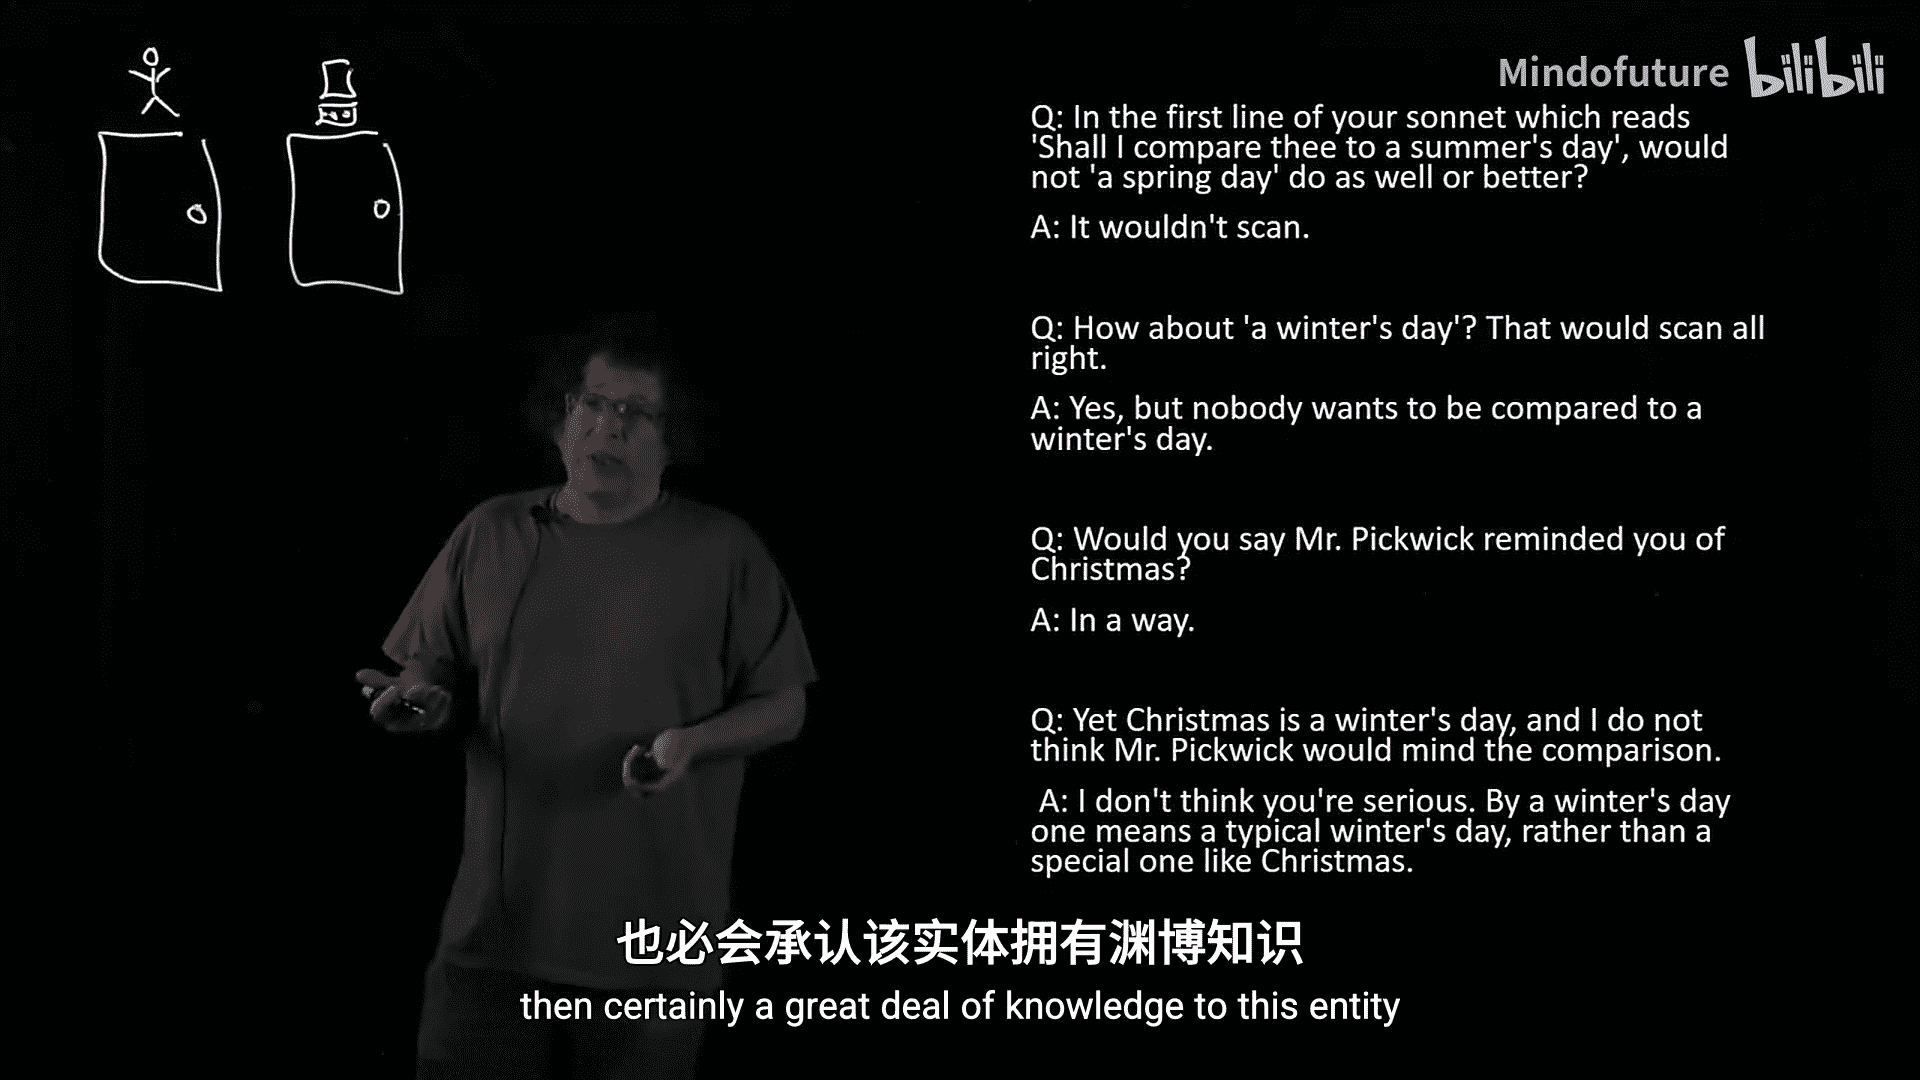 Mindofuture bilibili
Q: In the first line of your sonnet which reads
'Shall I compare thee to a summer's day', would
not 'a spring day' do as well or better?
A: It wouldn't scan.
Q: How about 'a winter's day'? That would scan all
right.
A: Yes, but nobody wants to be compared to a
winter's day.
Q: Would you say Mr. Pickwick reminded you of
Christmas?
A: In a way.
Q: Yet Christmas is a winter's day, and I do not
think Mr. Pickwick would mind the comparison.
A: I don't think you're serious. By a winter's day
one means a typical winter's day, rather than a
special one like Christmas.
也必会承认该实体拥有渊博知识
then certainly a great deal of knowledge to this entity